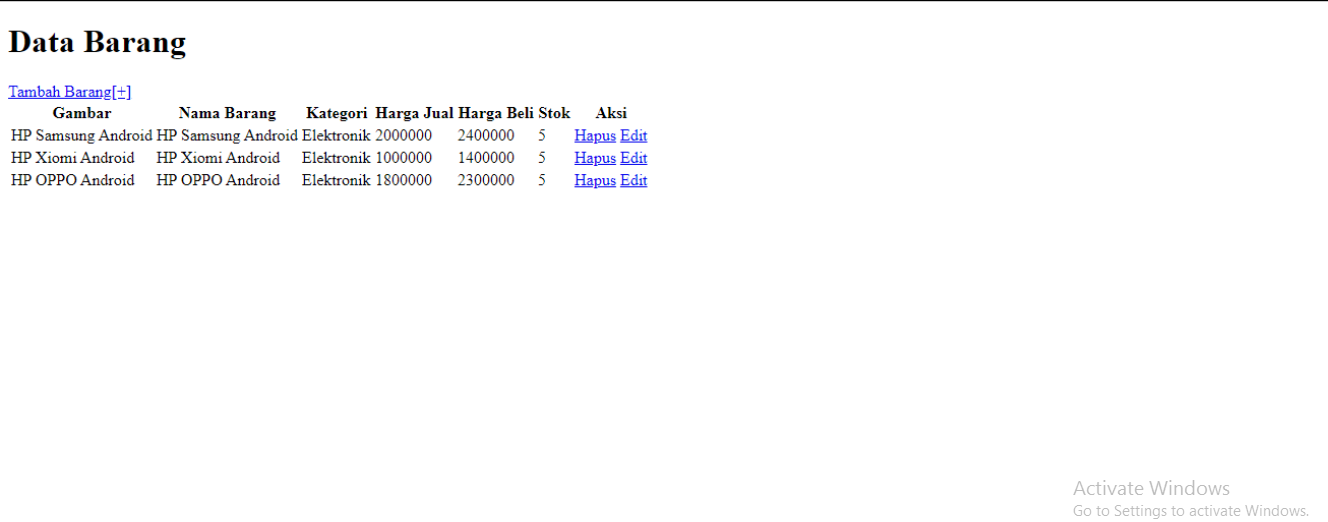 Data Barang
Tambah Barang[+]
Gambar Nama Barang Kategori Harga Jual Harga Beli Stok Aksi
HP Samsung Android HP Samsung Android Elektronik 2000000 2400000 5 Hapus Edit
HP Xiomi Android HP Xiomi Android Elektronik 1000000 1400000 5 Hapus Edit
HP OPPO Android HP OPPO Android Elektronik 1800000 2300000 5 Hapus Edit
Activate Windows
Go to Settings to activate Windows.